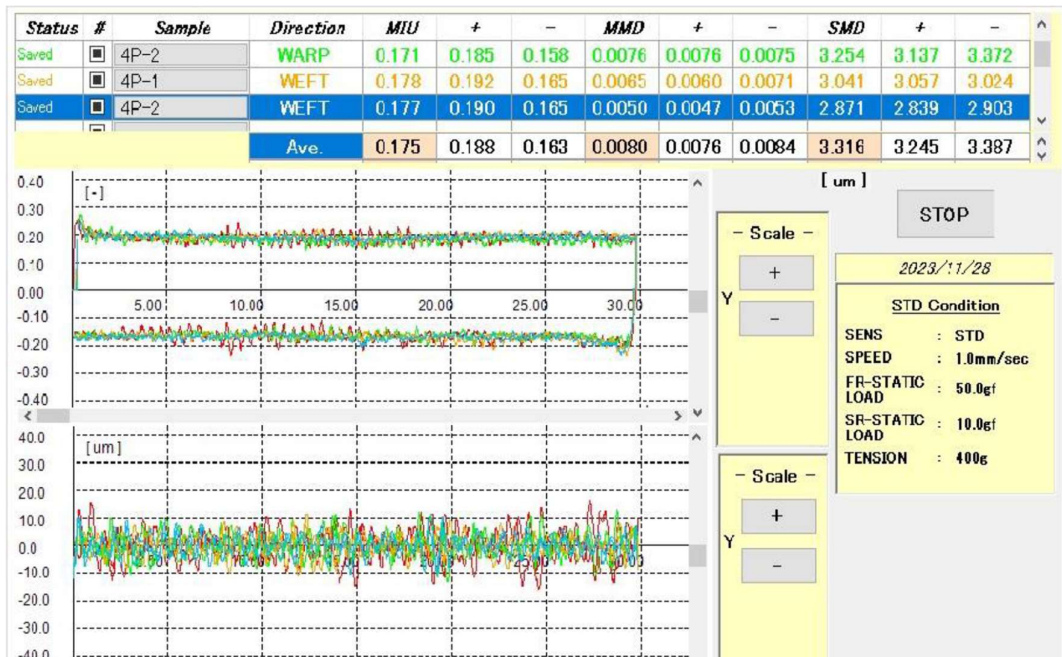 Status # Sample Direction MIU + - MMD + - SMD + -
Saved 4P-2 WARP 0.171 0.185 0.158 0.0076 0.0076 0.0075 3.254 3.137 3.372
Saved 4P-1 WEFT 0.178 0.192 0.165 0.0065 0.0060 0.0071 3.041 3.057 3.024
Saved 4P-2 WEFT 0.177 0.190 0.165 0.0050 0.0047 0.0053 2.871 2.839 2.903
Ave. 0.175 0.188 0.163 0.0080 0.0076 0.0084 3.316 3.245 3.387
[-]
0.40
0.30
0.20
0.10
0.00
5.00 10.00 15.00 20.00 25.00 30.00
-0.10
-0.20
-0.30
-0.40
[um]
40.0
30.0
20.0
10.0
0.0
-10.0
-20.0
-30.0
-40.0
[ um ]
- Scale -
+
Y
-
- Scale -
+
Y
-
STOP
2023/11/28
STD Condition
SENS : STD
SPEED : 1.0mm/sec
FR-STATIC
LOAD : 50.0gf
SR-STATIC
LOAD : 10.0gf
TENSION : 400g